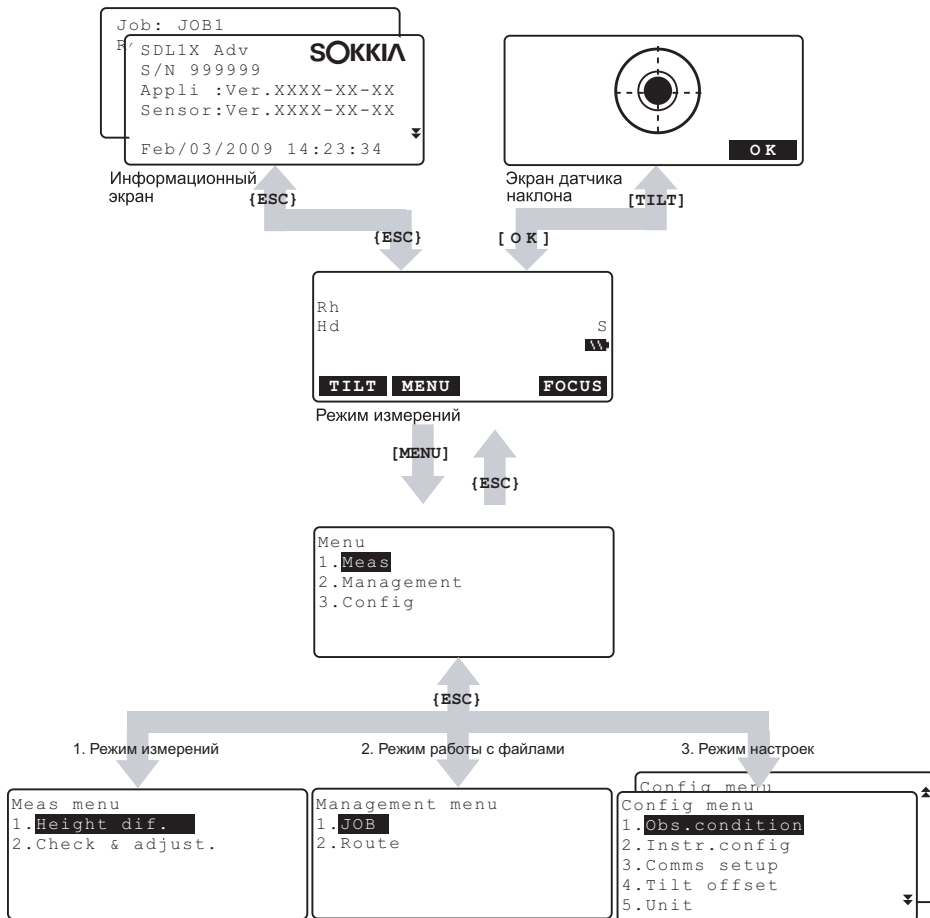 Job: JOB1
SDL1X Adv
SOKKIA
S/N 999999
Appli :Ver.XXXX-XX-XX
Sensor:Ver.XXXX-XX-XX
Feb/03/2009 14:23:34
OK
Информационный
экран
{ESC}
Экран датчика
наклона
[TILT]
{ESC}
[OK]
Rh
Hd S
TILT MENU FOCUS
Режим измерений
[MENU]
{ESC}
Menu
1.Meas
2.Management
3.Config
{ESC}
1. Режим измерений
2. Режим работы с файлами
3. Режим настроек
Meas menu
1.Height dif.
2.Check & adjust.
Management menu
1.JOB
2.Route
Config menu
Config menu
1.Obs.condition
2.Instr.config
3.Comms setup
4.Tilt offset
5.Unit